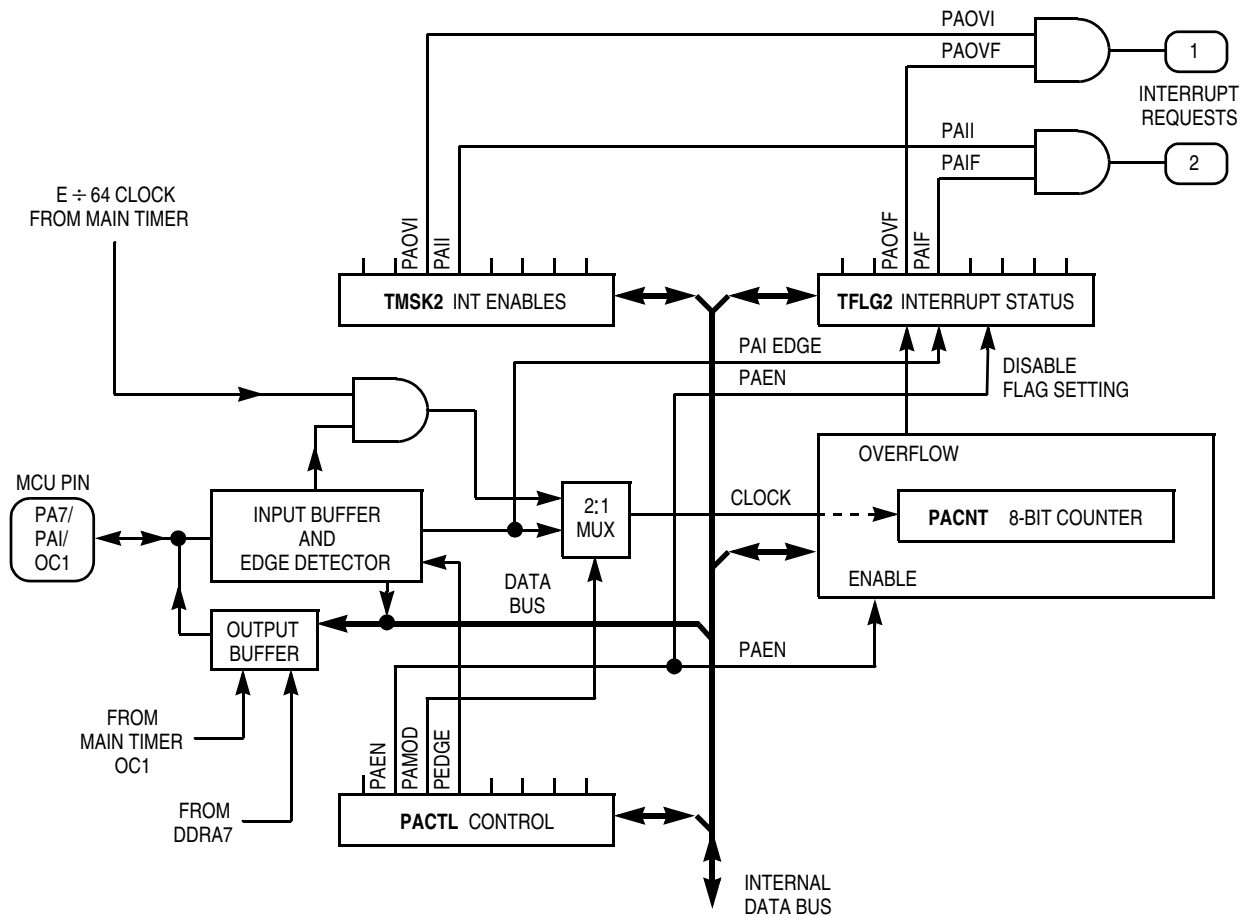 PAOVI
PAOVF
1
INTERRUPT
REQUESTS
PAII
PAIF
2
E ÷ 64 CLOCK
FROM MAIN TIMER
PAOVI
PAII
PAOVF
PAIF
TMSK2 INT ENABLES
TFLG2 INTERRUPT STATUS
PAI EDGE
PAEN
DISABLE
FLAG SETTING
OVERFLOW
MCU PIN
PA7/
PAI/
OC1
INPUT BUFFER
AND
EDGE DETECTOR
2:1
MUX
CLOCK
PACNT 8-BIT COUNTER
ENABLE
DATA
BUS
OUTPUT
BUFFER
PAEN
FROM
MAIN TIMER
OC1
PAEN
PAMOD
PEDGE
FROM
DDRA7
PACTL CONTROL
INTERNAL
DATA BUS